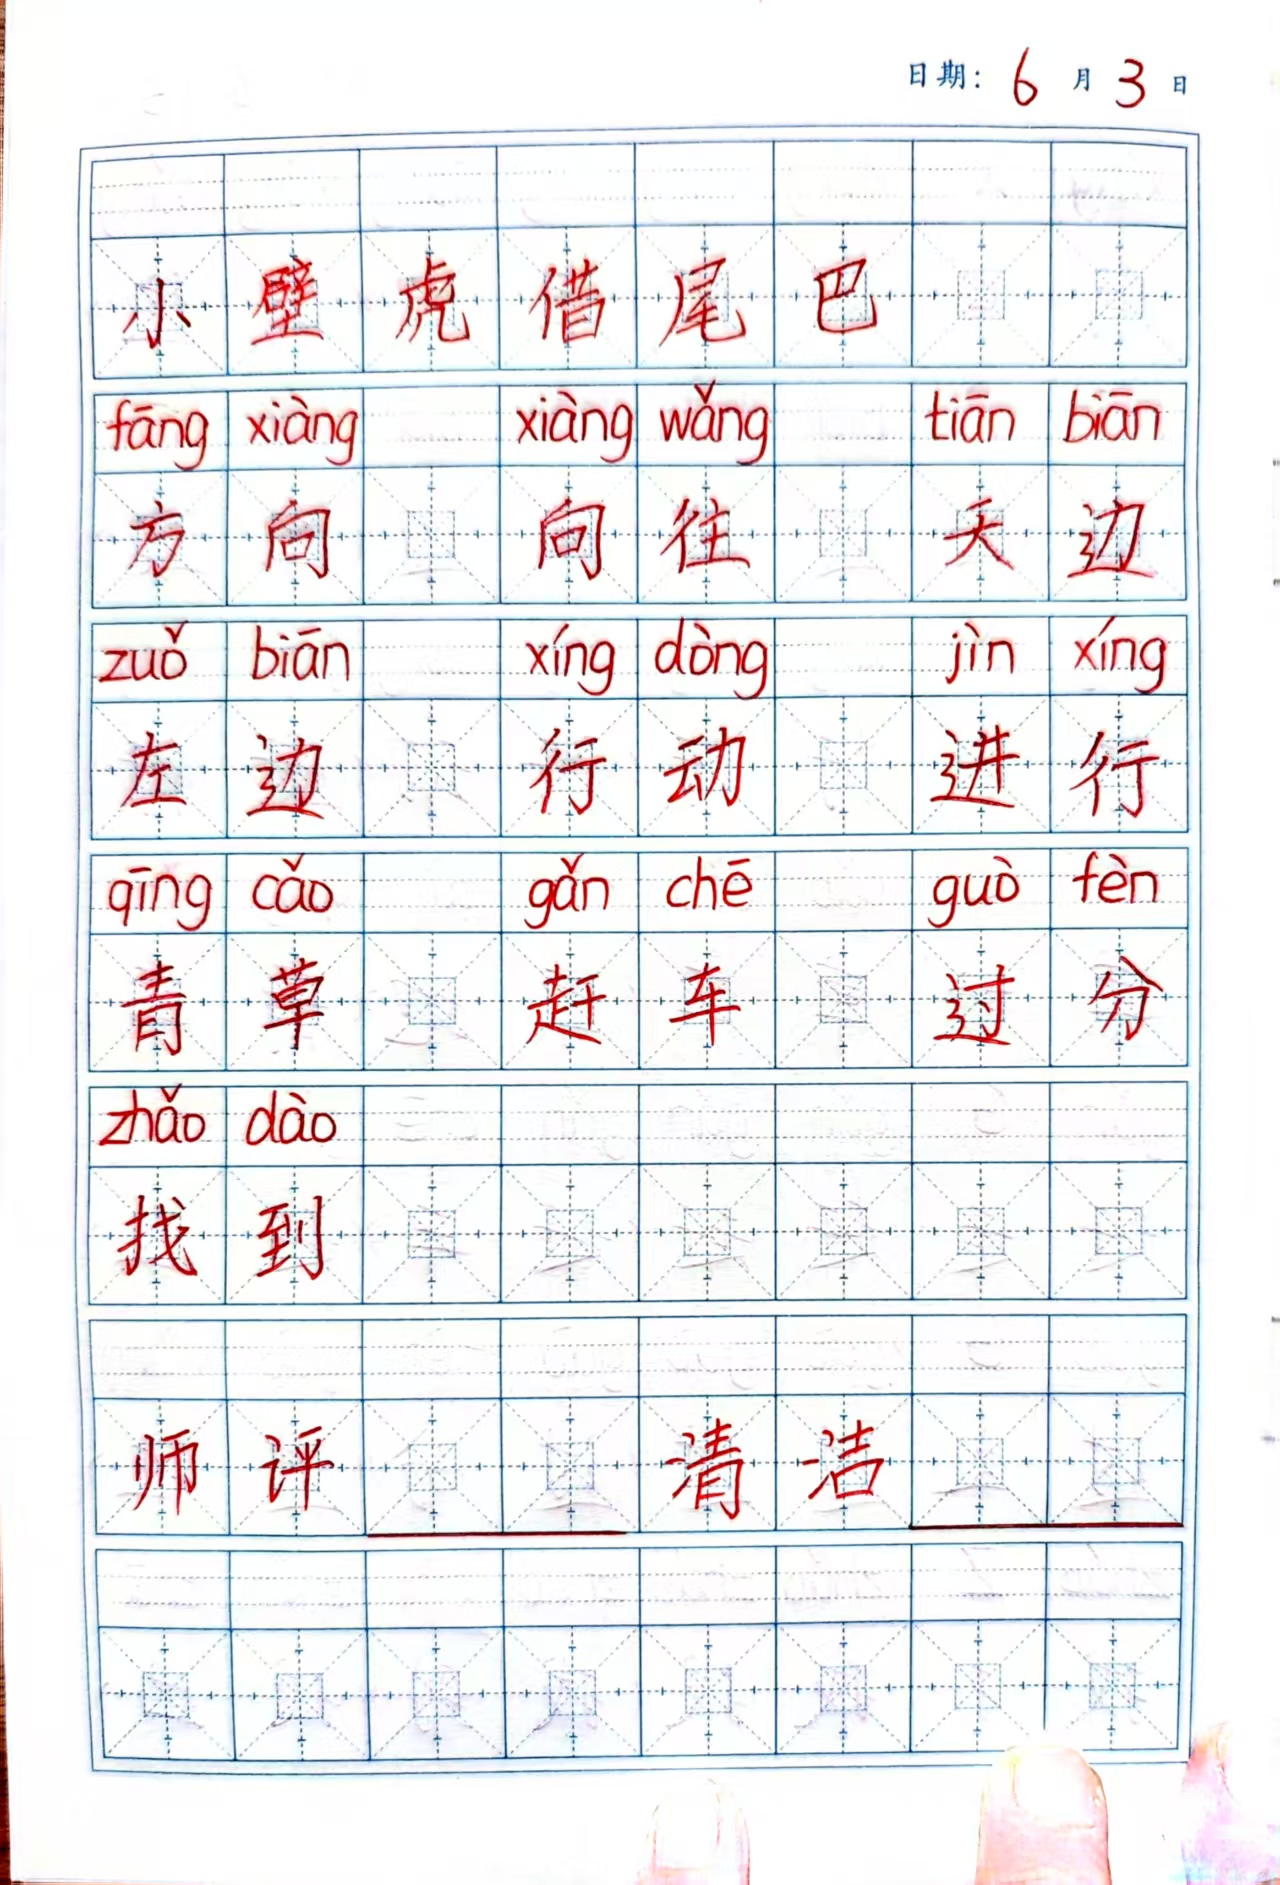 日期: 6 月 3 日
小壁虎借尾巴
fāng xiàng xiàng wǎng tiān biān
方向 向往 天边
zuǒ biān xíng dòng jìn xíng
左边 行动 进行
qīng cǎo gǎn chē guò fèn
青草 赶车 过分
zhǎo dào
找到
师评 清洁